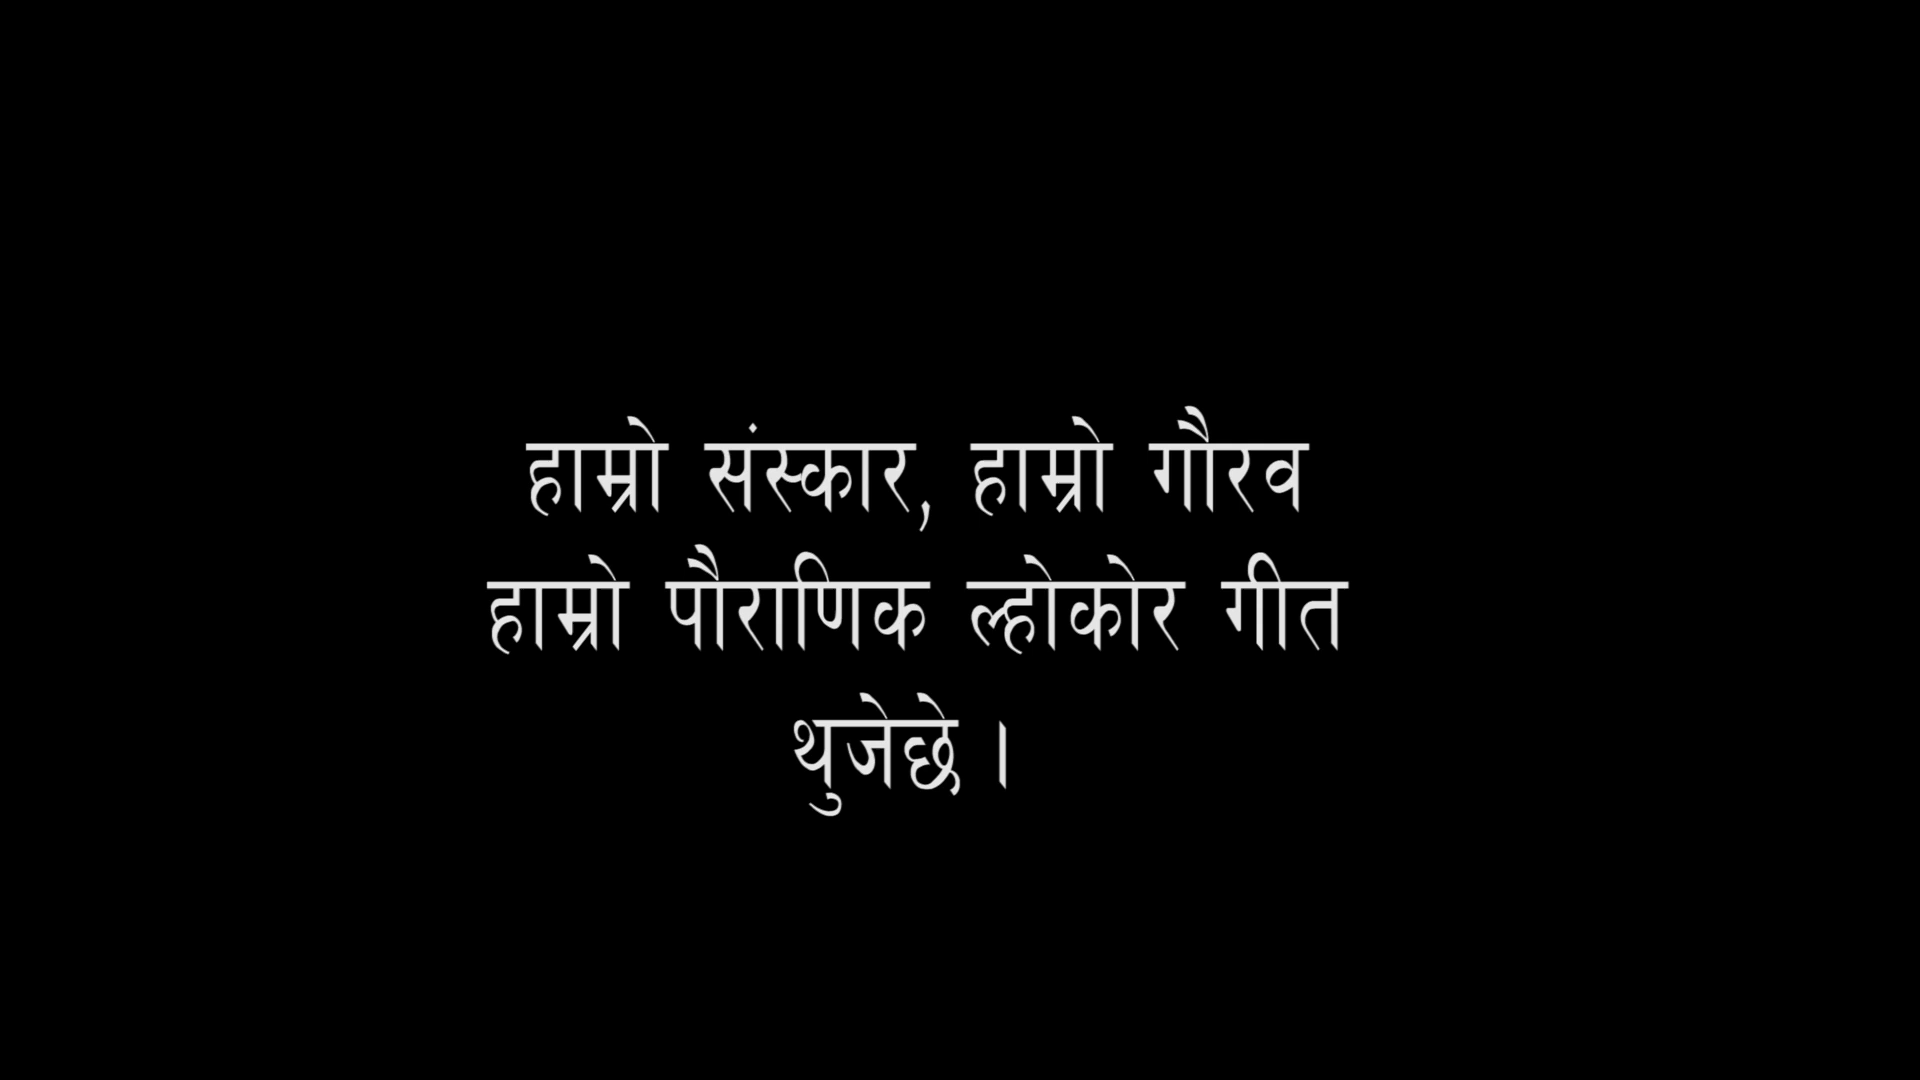 हाम्रो संस्कार, हाम्रो गौरव
हाम्रो पौराणिक ल्होकोर गीत
थुजेछे ।